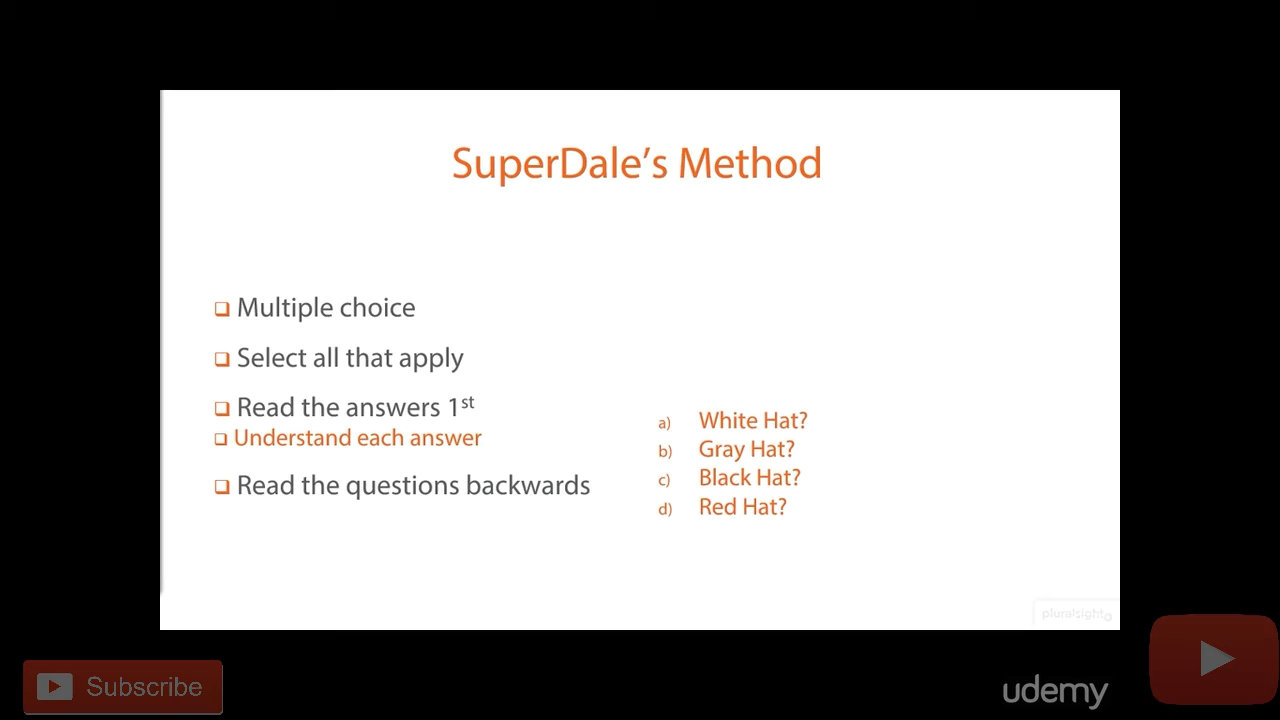 SuperDale's Method
Multiple choice
Select all that apply
Read the answers 1st
Understand each answer
Read the questions backwards
a) White Hat?
b) Gray Hat?
c) Black Hat?
d) Red Hat?
pluralsight
Subscribe
udemy